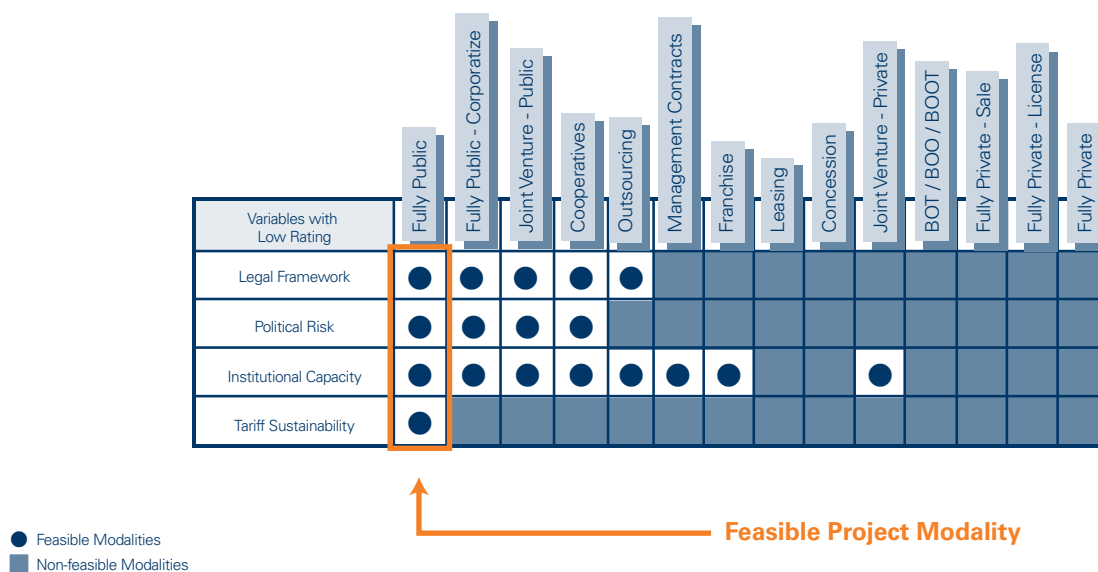 Fully Public
Fully Public - Corporatize
Joint Venture - Public
Cooperatives
Outsourcing
Management Contracts
Franchise
Leasing
Concession
Joint Venture - Private
BOT / BOO / BOOT
Fully Private - Sale
Fully Private - License
Fully Private
Variables with
Low Rating
Legal Framework
Political Risk
Institutional Capacity
Tariff Sustainability
Feasible Project Modality
Feasible Modalities
Non-feasible Modalities